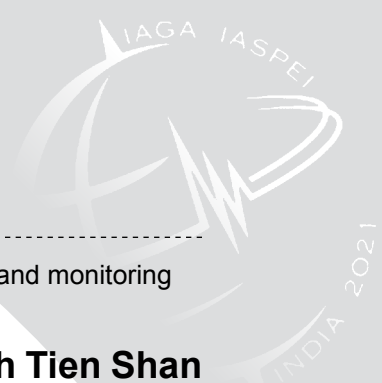 IAGA IASPEI
INDIA 2021
and monitoring
h Tien Shan